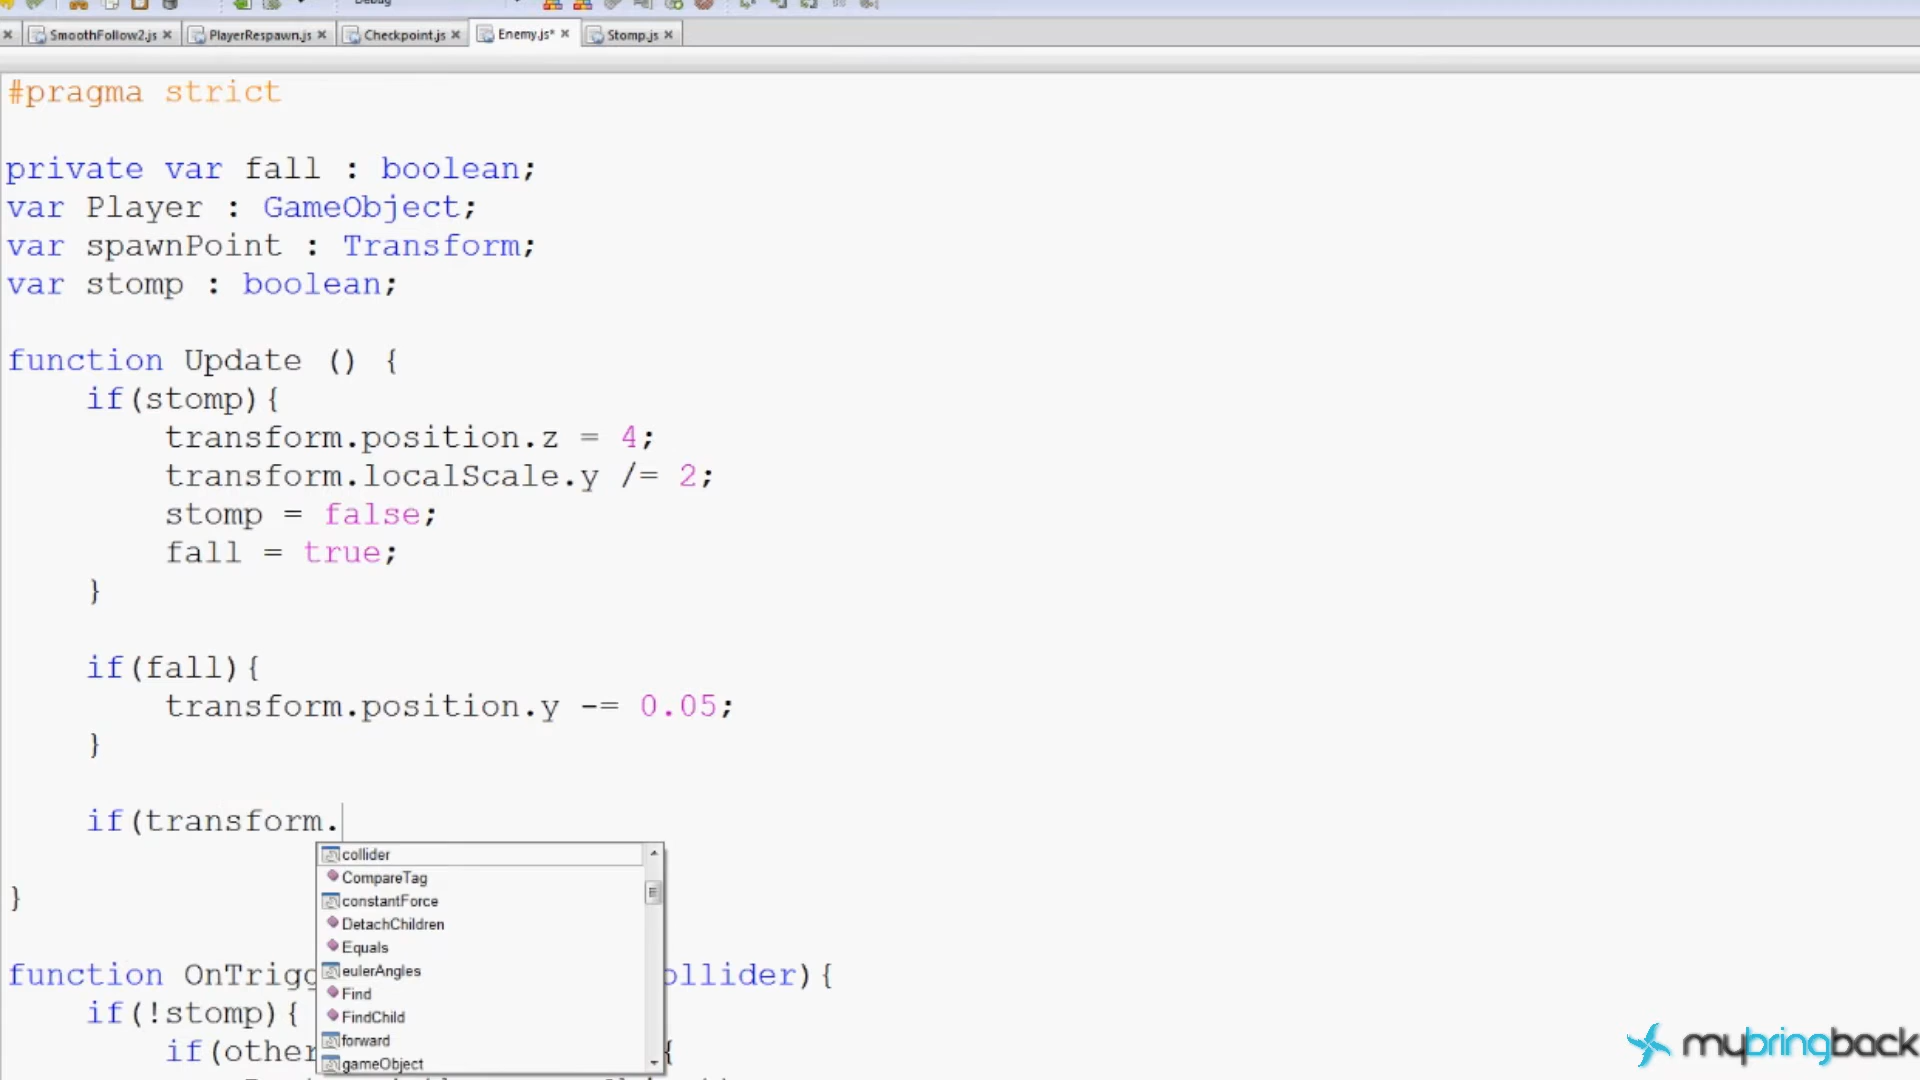 Debug
SmoothFollow2.js PlayerRespawn.js Checkpoint.js Enemy.js* Stomp.js
#pragma strict
private var fall : boolean;
var Player : GameObject;
var spawnPoint : Transform;
var stomp : boolean;
function Update () {
if(stomp){
transform.position.z = 4;
transform.localScale.y /= 2;
stomp = false;
fall = true;
}
if(fall){
transform.position.y -= 0.05;
}
if(transform.
collider
CompareTag
constantForce
DetachChildren
Equals
eulerAngles
Find
FindChild
forward
gameObject
}
function OnTrigg ollider){
if(!stomp){
if(other {
mybringback